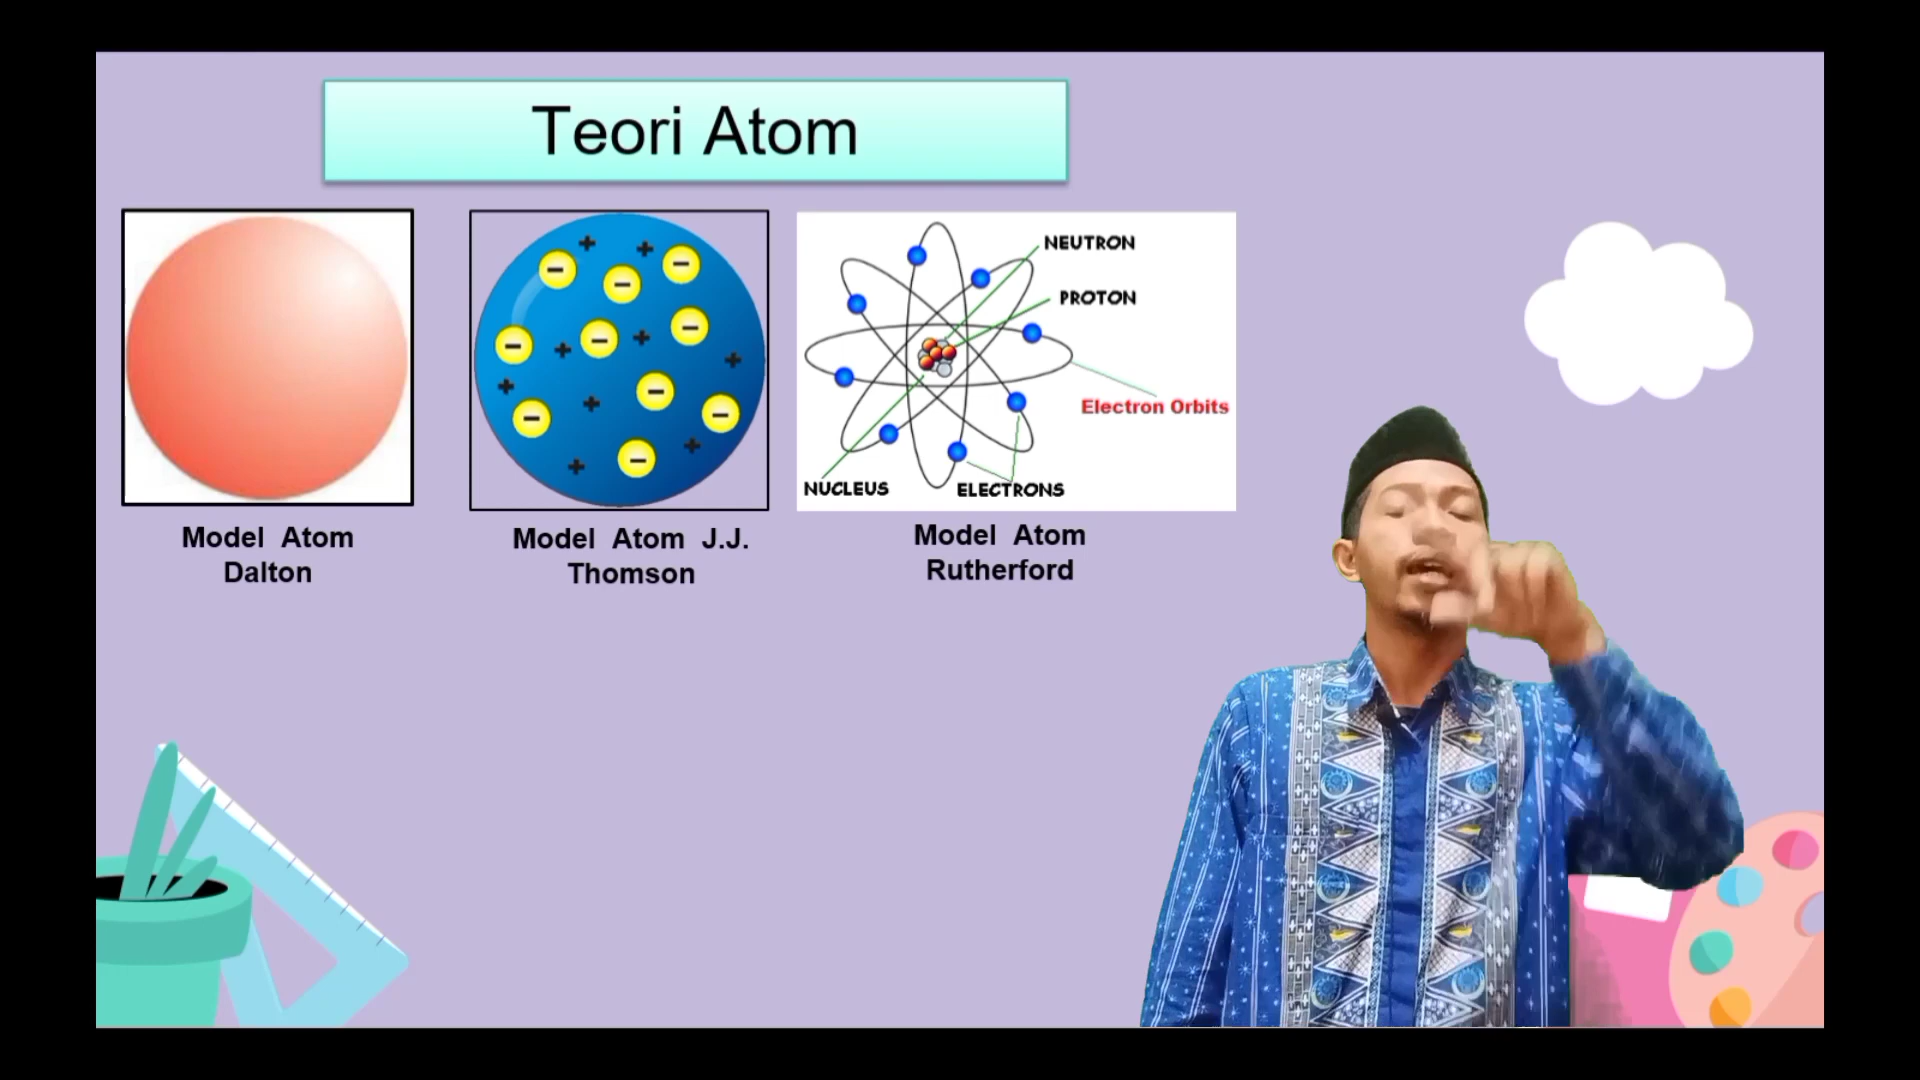 Teori Atom
NEUTRON
PROTON
Electron Orbits
NUCLEUS
ELECTRONS
Model Atom
Dalton
Model Atom J.J.
Thomson
Model Atom
Rutherford